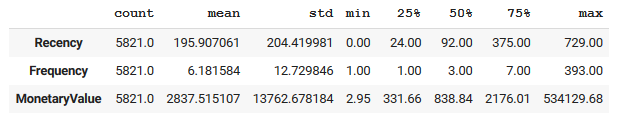 count mean std min 25% 50% 75% max
Recency 5821.0 195.907061 204.419981 0.00 24.00 92.00 375.00 729.00
Frequency 5821.0 6.181584 12.729846 1.00 1.00 3.00 7.00 393.00
MonetaryValue 5821.0 2837.515107 13762.678184 2.95 331.66 838.84 2176.01 534129.68